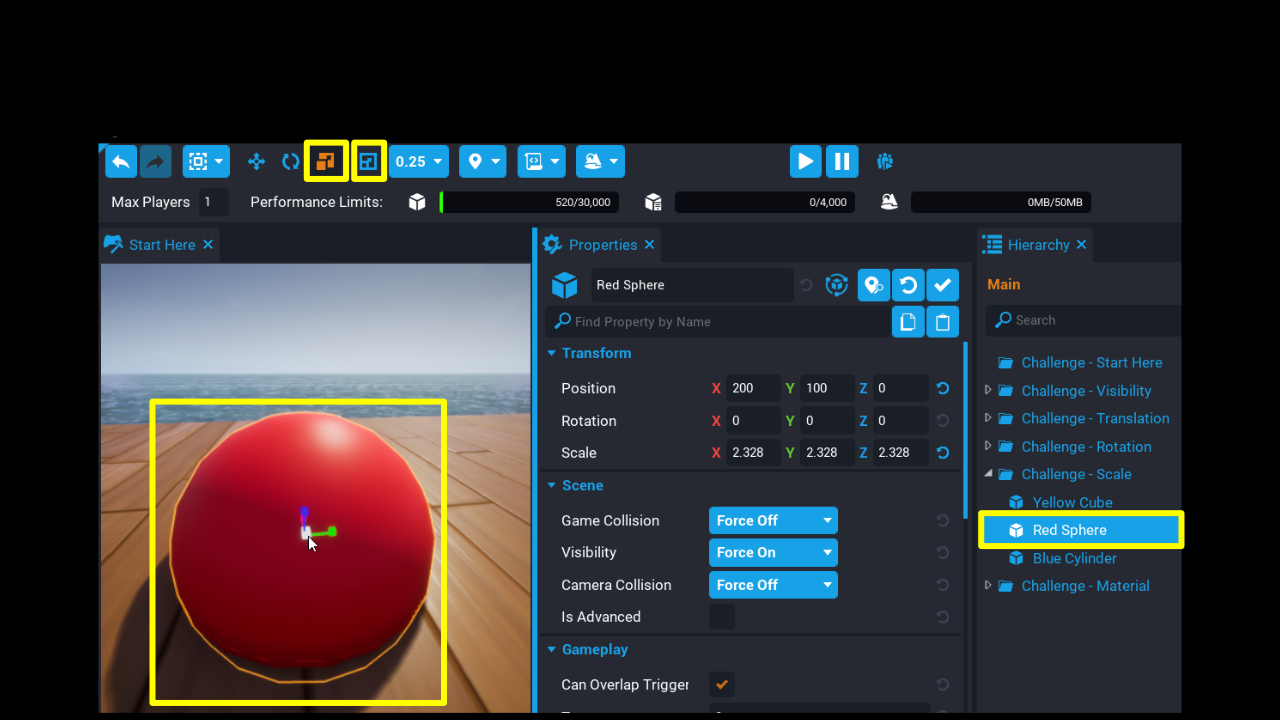 0.25
Max Players 1 Performance Limits: 520/30,000 0/4,000 0MB/50MB
Start Here
Properties
Hierarchy
Red Sphere
Find Property by Name
Transform
Position X 200 Y 100 Z 0
Rotation X 0 Y 0 Z 0
Scale X 2.328 Y 2.328 Z 2.328
Scene
Game Collision Force Off
Visibility Force On
Camera Collision Force Off
Is Advanced
Gameplay
Can Overlap Trigger
Main
Search
Challenge - Start Here
Challenge - Visibility
Challenge - Translation
Challenge - Rotation
Challenge - Scale
Yellow Cube
Red Sphere
Blue Cylinder
Challenge - Material